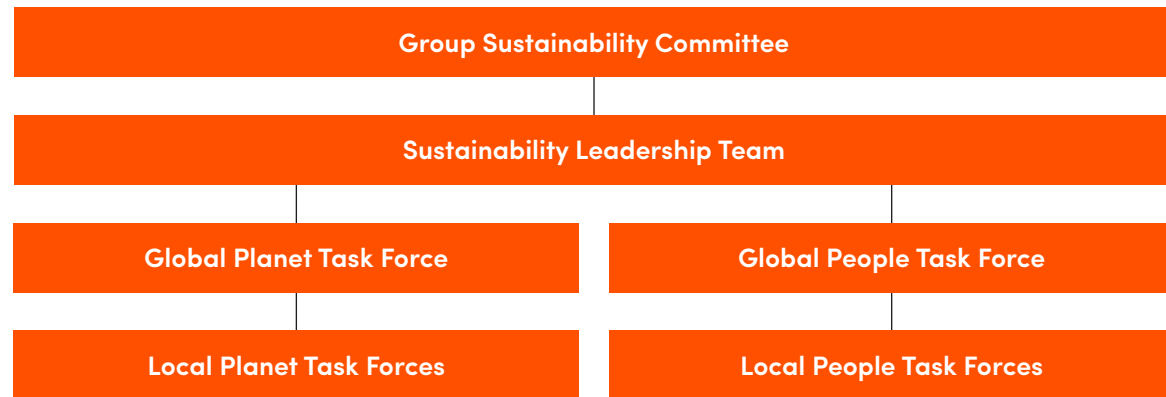 Group Sustainability Committee
Sustainability Leadership Team
Global Planet Task Force
Global People Task Force
Local Planet Task Forces
Local People Task Forces